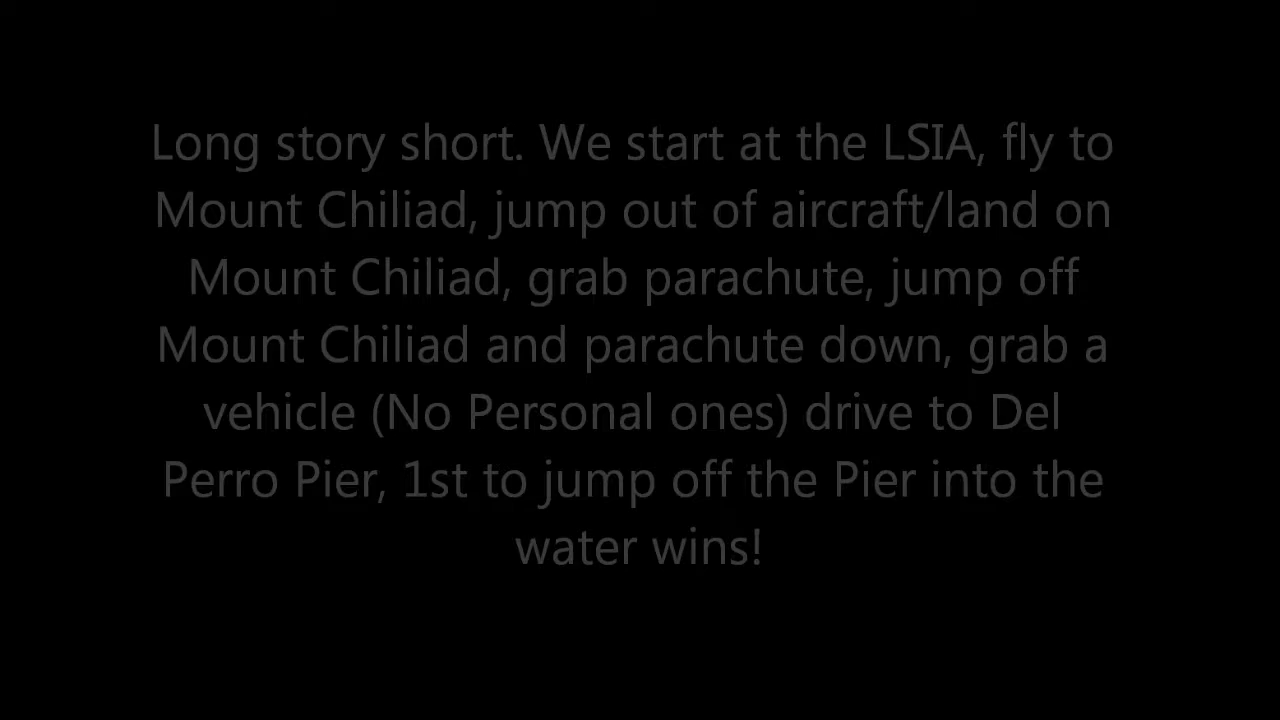 Long story short. We start at the LSIA, fly to
Mount Chiliad, jump out of aircraft/land on
Mount Chiliad, grab parachute, jump off
Mount Chiliad and parachute down, grab a
vehicle (No Personal ones) drive to Del
Perro Pier, 1st to jump off the Pier into the
water wins!